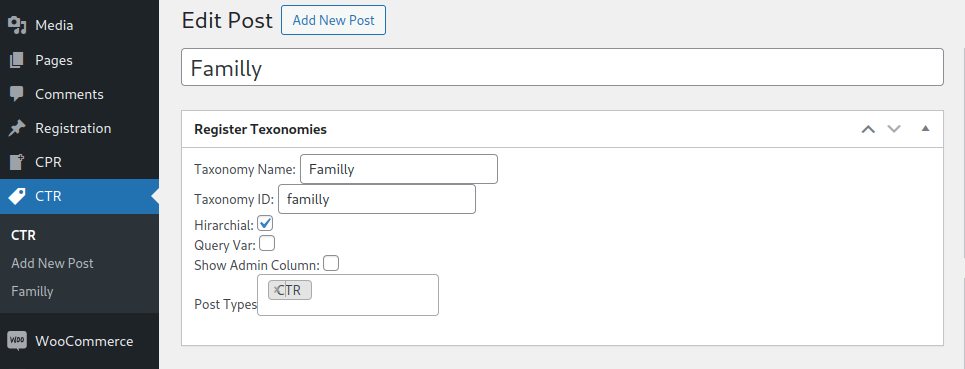 Media
Pages
Comments
Registration
CPR
CTR
CTR
Add New Post
Familly
WOO WooCommerce
Edit Post Add New Post
Familly
Register Texonomies
Taxonomy Name: Familly
Taxonomy ID: familly
Hirarchial:
Query Var:
Show Admin Column:
Post Types ×CTR